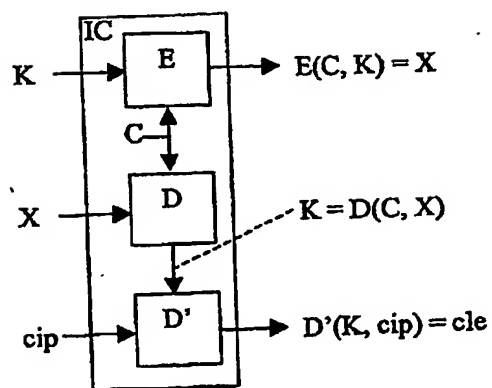 IC
K
E
E(C, K) = X
C
X
D
K = D(C, X)
cip
D'
D'(K, cip) = cle